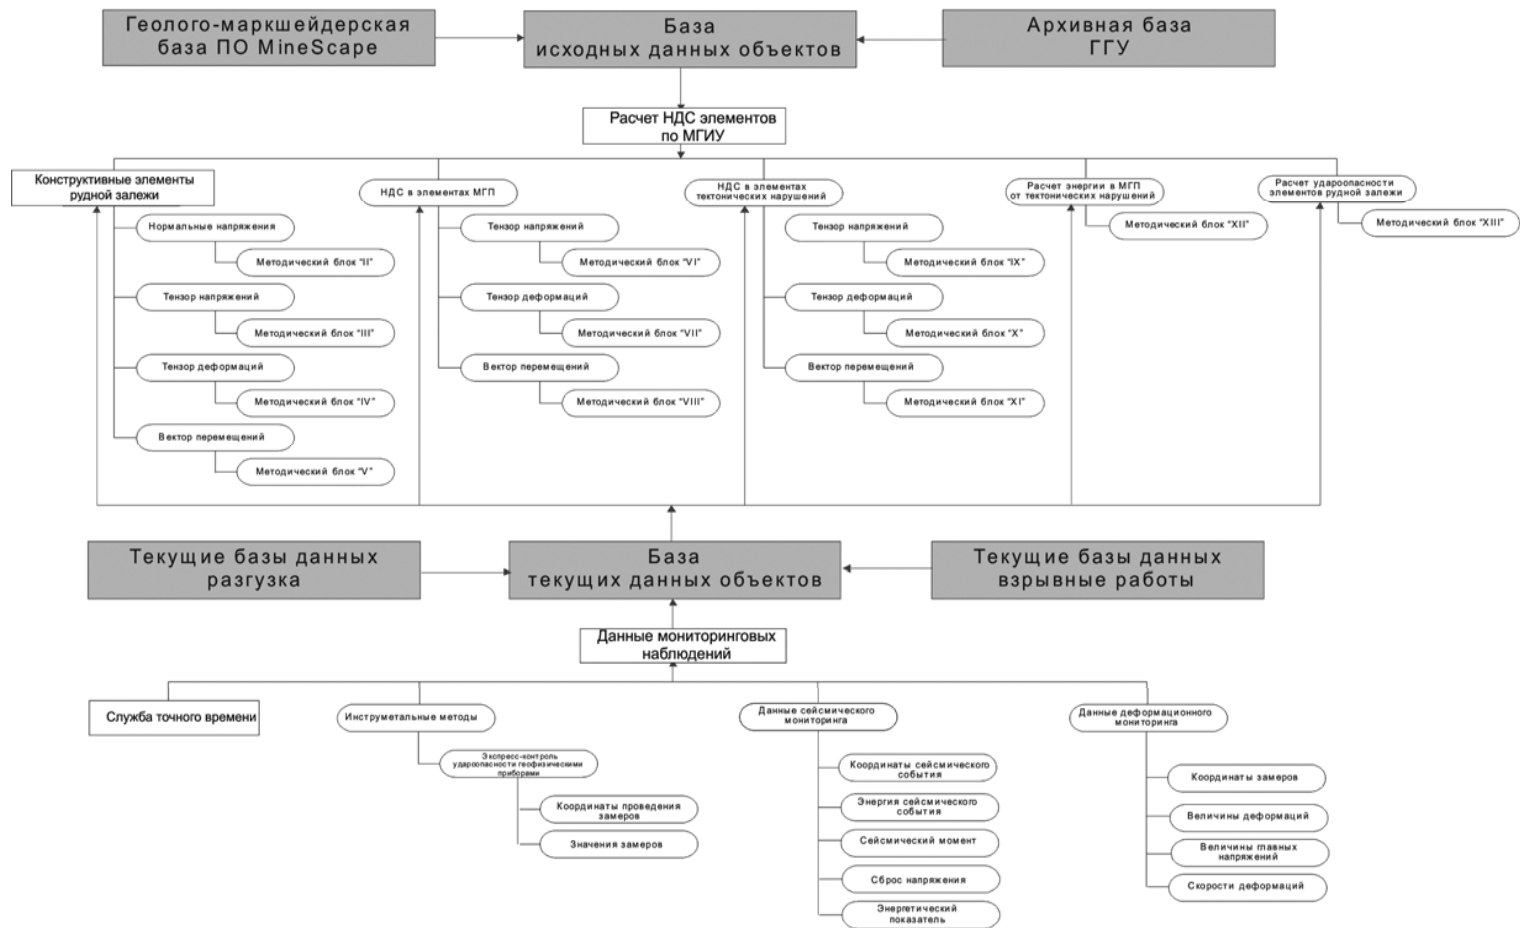 Геолого-маркшейдерская
база ПО MineScape
База
исходных данных объектов
Архивная база
ГГУ
Расчет НДС элементов
по МГИУ
Конструктивные элементы
рудной залежи
НДС в элементах МГП
НДС в элементах
тектонических нарушений
Расчет энергии в МГП
от тектонических нарушений
Расчет удароопасности
элементов рудной залежи
Нормальные напряжения
Методический блок "II"
Тензор напряжений
Методический блок "III"
Тензор деформаций
Методический блок "IV"
Вектор перемещений
Методический блок "V"
Тензор напряжений
Методический блок "VI"
Тензор деформаций
Методический блок "VII"
Вектор перемещений
Методический блок "VIII"
Тензор напряжений
Методический блок "IX"
Тензор деформаций
Методический блок "X"
Вектор перемещений
Методический блок "XI"
Методический блок "XII"
Методический блок "XIII"
Текущие базы данных
разгузка
База
текущих данных объектов
Текущие базы данных
взрывные работы
Данные мониторинговых
наблюдений
Служба точного времени
Инструметальные методы
Экспресс-контроль
удароопасности геофизическими
приборами
Координаты проведения
замеров
Значения замеров
Данные сейсмического
мониторинга
Координаты сейсмического
события
Энергия сейсмического
события
Сейсмический момент
Сброс напряжения
Энергетический
показатель
Данные деформационного
мониторинга
Координаты замеров
Величины деформаций
Величины главных
напряжений
Скорости деформаций